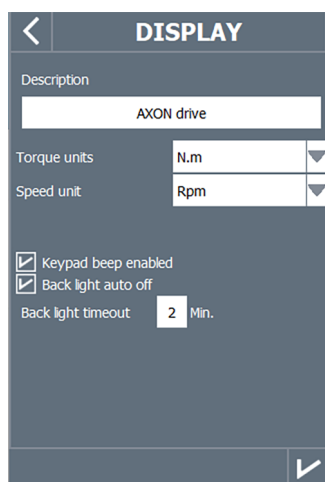 DISPLAY
Description
AXON drive
Torque units N.m
Speed unit Rpm
Keypad beep enabled
Back light auto off
Back light timeout 2 Min.